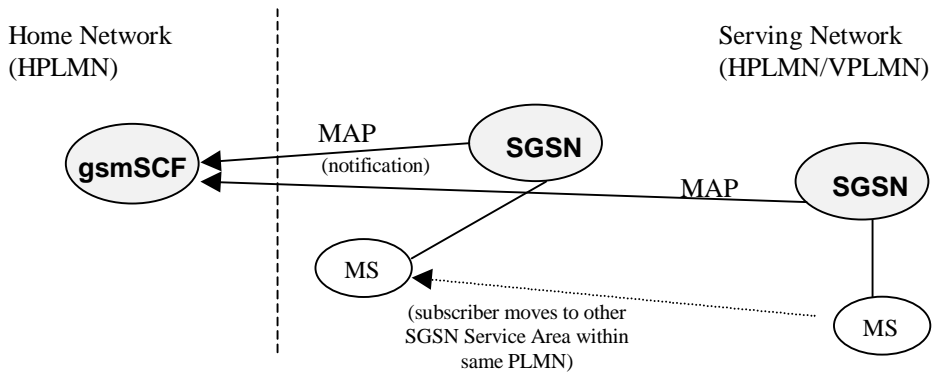 Home Network
(HPLMN)
Serving Network
(HPLMN/VPLMN)
MAP
(notification)
SGSN
gsmSCF
MAP
SGSN
MS
(subscriber moves to other
SGSN Service Area within
same PLMN)
MS